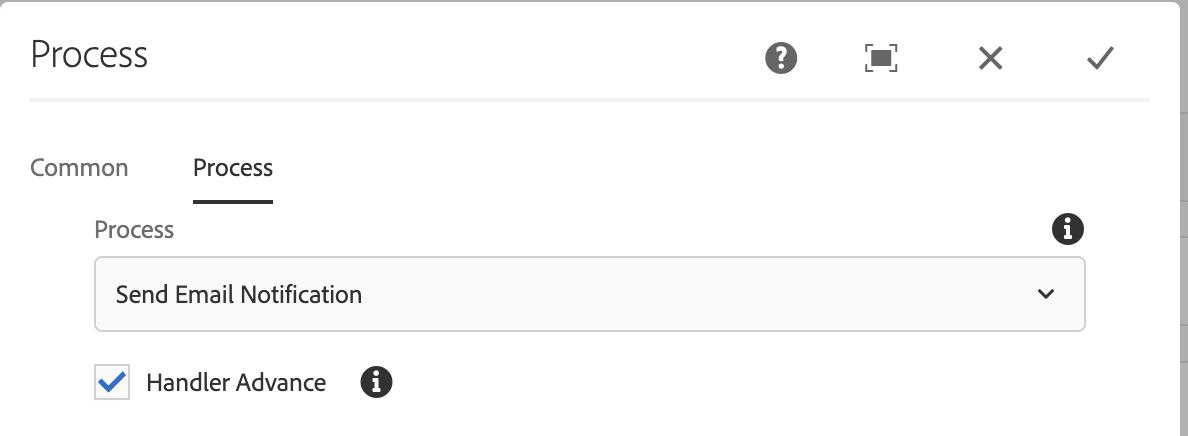 Process
Common
Process
Process
Send Email Notification
Handler Advance